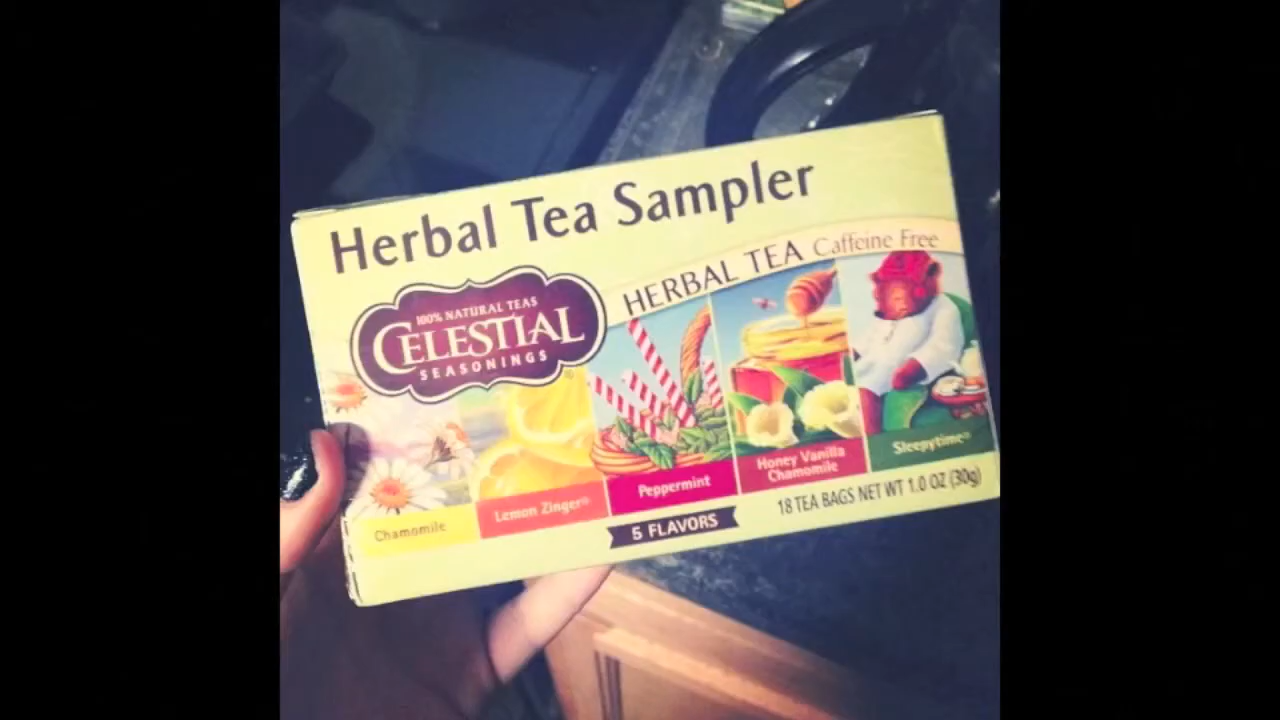 Herbal Tea Sampler
100% NATURAL TEAS
CELESTIAL
SEASONINGS
HERBAL TEA Caffeine Free
Chamomile
Lemon Zinger®
Peppermint
Honey Vanilla
Chamomile
Sleepytime®
5 FLAVORS
18 TEA BAGS NET WT 1.0 OZ (30g)